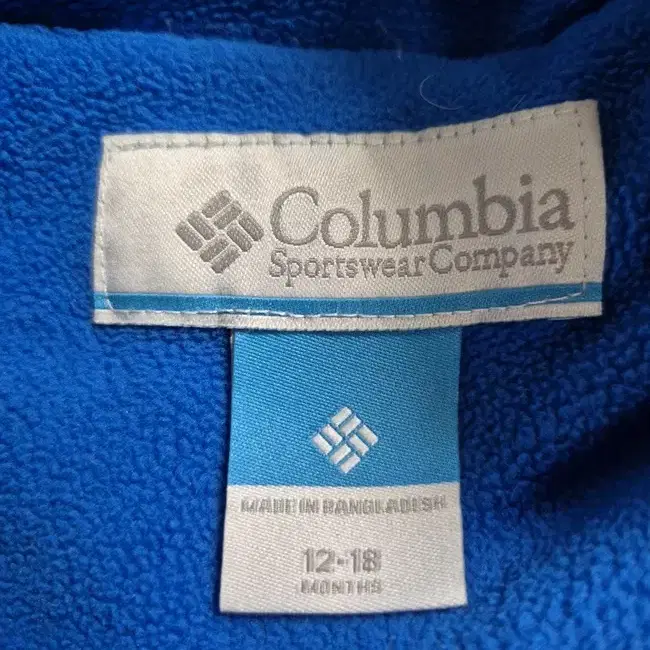 Columbia
Sportswear Company
MADE IN BANGLADESH
12-18
MONTHS